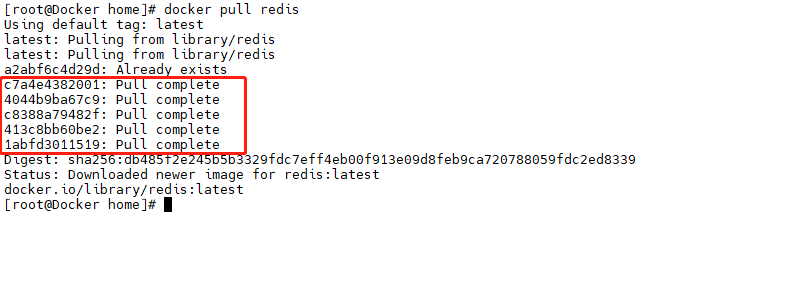 [root@Docker home]# docker pull redis
Using default tag: latest
latest: Pulling from library/redis
latest: Pulling from library/redis
a2abf6c4d29d: Already exists
c7a4e4382001: Pull complete
4044b9ba67c9: Pull complete
c8388a79482f: Pull complete
413c8bb60be2: Pull complete
1abfd3011519: Pull complete
Digest: sha256:db485f2e245b5b3329fdc7eff4eb00f913e09d8feb9ca720788059fdc2ed8339
Status: Downloaded newer image for redis:latest
docker.io/library/redis:latest
[root@Docker home]#